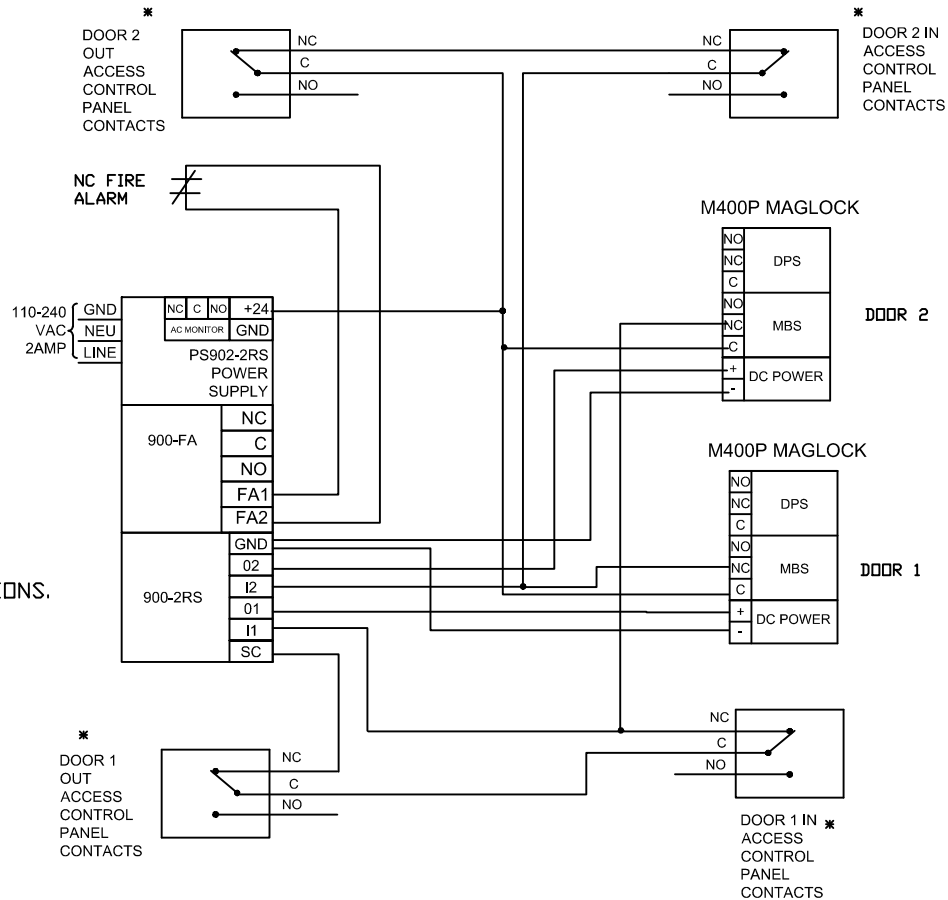 *
DOOR 2
OUT
ACCESS
CONTROL
PANEL
CONTACTS
NC
C
NO
NC
C
NO
*
DOOR 2 IN
ACCESS
CONTROL
PANEL
CONTACTS
NC FIRE
ALARM
M400P MAGLOCK
NO
NC
C
DPS
NO
NC
C
MBS
+
-
DC POWER
DOOR 2
110-240
VAC
2AMP
GND
NEU
LINE
NC C NO +24
AC MONITOR GND
PS902-2RS
POWER
SUPPLY
900-FA
NC
C
NO
FA1
FA2
900-2RS
GND
02
I2
01
I1
SC
IONS.
M400P MAGLOCK
NO
NC
C
DPS
NO
NC
C
MBS
+
-
DC POWER
DOOR 1
*
DOOR 1
OUT
ACCESS
CONTROL
PANEL
CONTACTS
NC
C
NO
NC
C
NO
DOOR 1 IN *
ACCESS
CONTROL
PANEL
CONTACTS